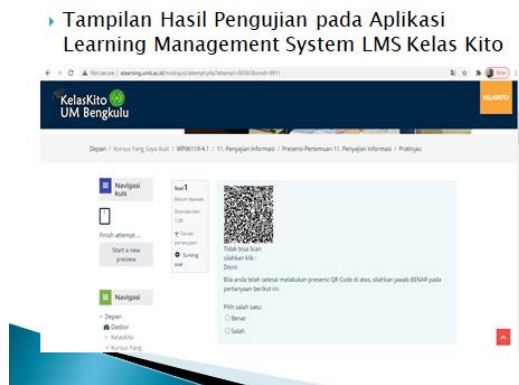 Tampilan Hasil Pengujian pada Aplikasi
Learning Management System LMS Kelas Kito
Not secure | elearning.umb.ac.id/mod/quiz/attempt.php?attempt=
KelasKito
UM Bengkulu
KELASKITO
Depan / Kursus Yang Saya Ikuti / WP06119-4.1 / 11. Penyajian Informasi / Presensi Pertemuan 11. Penyajian Informasi / Pratinjau
Navigasi
kuis
Finish attempt ...
Start a new
preview
Navigasi
Depan
Dasbor
KelasKito
Kursus Yang
Soal 1
Belum dijawab
Ditandai dari
1,00
Tandai
pertanyaan
Sunting
soal
Tidak bisa Scan
silahkan klik :
Disini
Bila anda telah selesai melakukan presensi QR Code di atas, silahkan jawab BENAR pada
pertanyaan berikut ini.
Pilih salah satu:
Benar
Salah